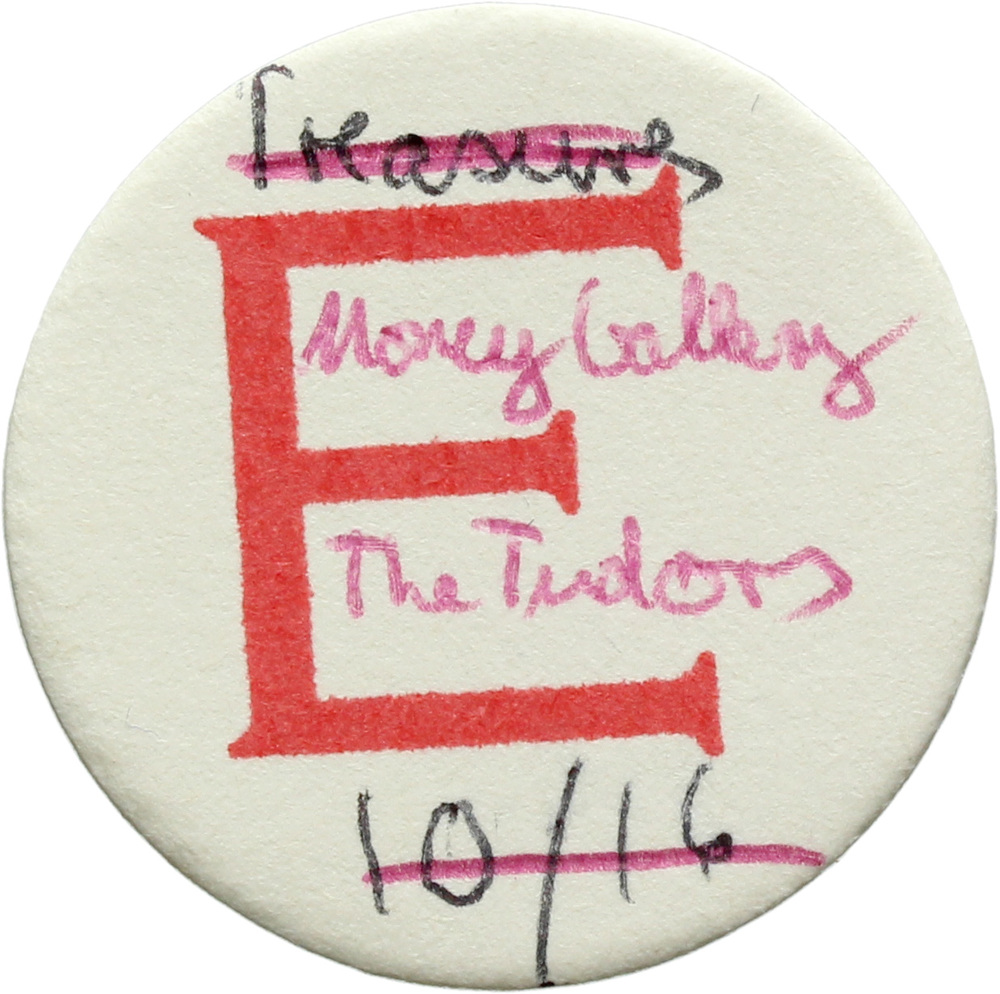 Treasures
E
Money Gallery
The Tudors
10/16